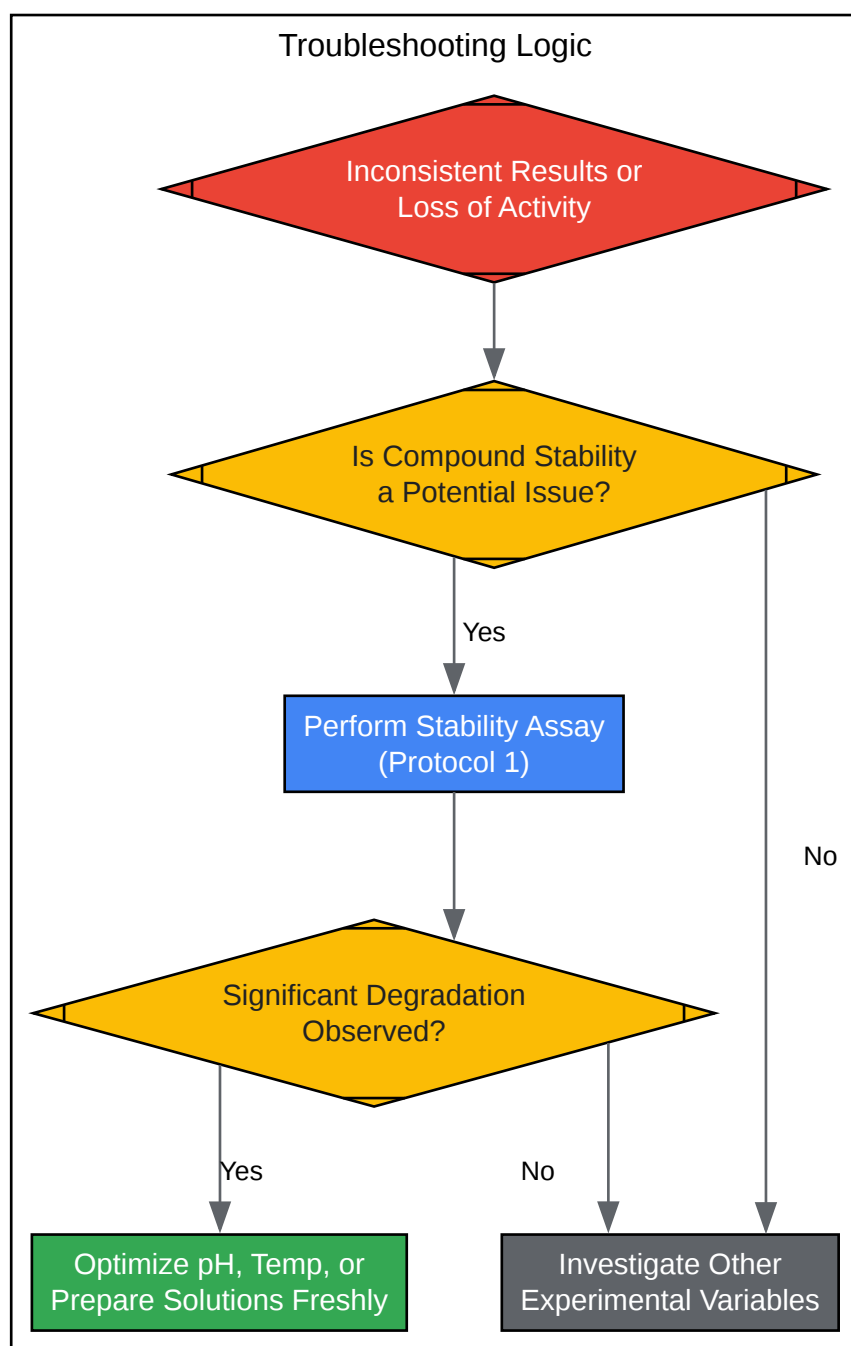 Troubleshooting Logic
Inconsistent Results or
Loss of Activity
Is Compound Stability
a Potential Issue?
Yes
Perform Stability Assay
(Protocol 1)
No
Significant Degradation
Observed?
Yes
No
Optimize pH, Temp, or
Prepare Solutions Freshly
Investigate Other
Experimental Variables